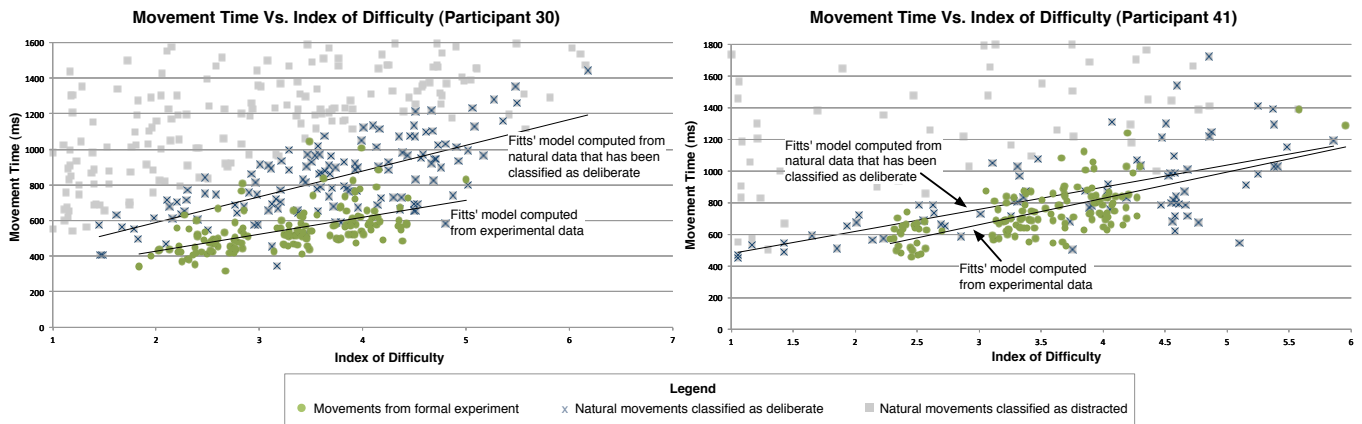 Movement Time Vs. Index of Difficulty (Participant 30)
Movement Time (ms)
1600
1400
1200
1000
800
600
400
200
0
1
2
3
4
5
6
7
Index of Difficulty
Fitts' model computed from
natural data that has been
classified as deliberate
Fitts' model computed
from experimental data
Movement Time Vs. Index of Difficulty (Participant 41)
Movement Time (ms)
1800
1600
1400
1200
1000
800
600
400
200
0
1
1.5
2
2.5
3
3.5
4
4.5
5
5.5
6
Index of Difficulty
Fitts' model computed from
natural data that has been
classified as deliberate
Fitts' model computed
from experimental data
Legend
Movements from formal experiment
Natural movements classified as deliberate
Natural movements classified as distracted